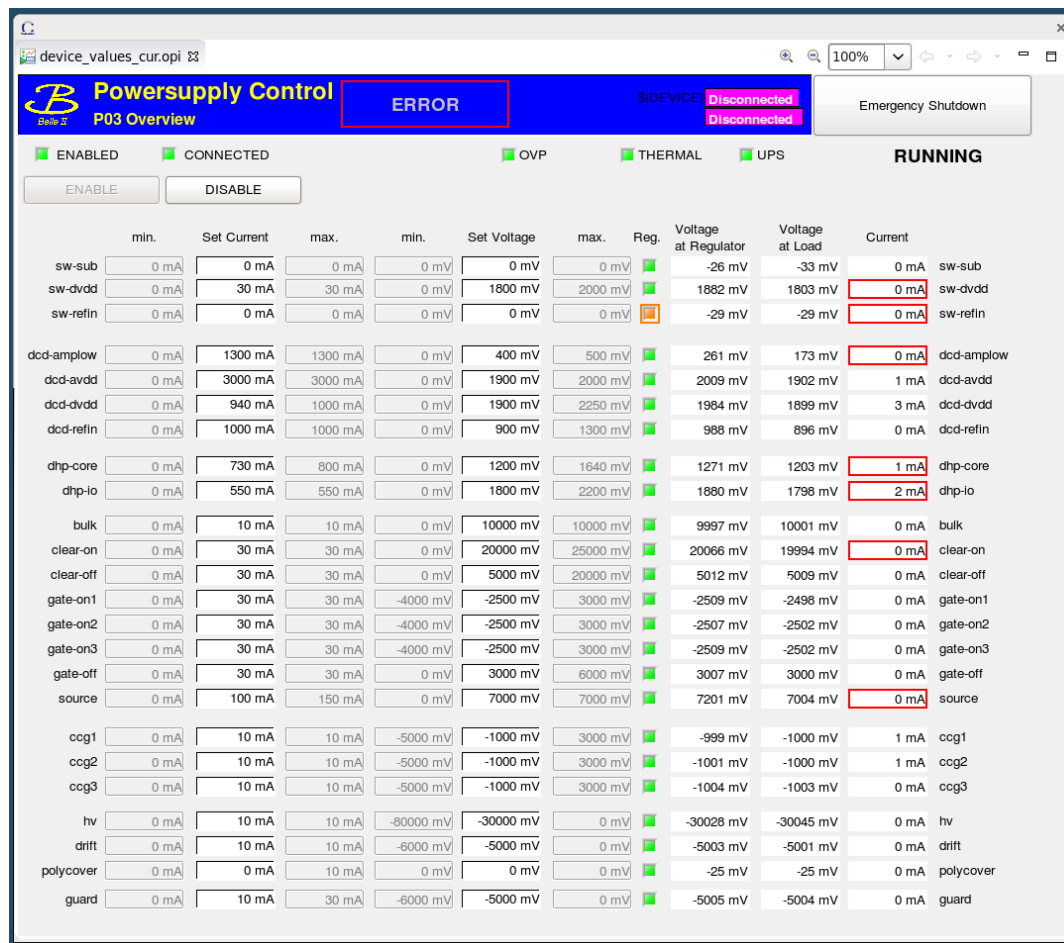 device_values_cur.opi
100%
Belle II
Powersupply Control
P03 Overview
ERROR
$(DEVICE) Disconnected
Disconnected
Emergency Shutdown
ENABLED CONNECTED OVP THERMAL UPS RUNNING
ENABLE DISABLE
min. Set Current max. min. Set Voltage max. Reg. Voltage at Regulator Voltage at Load Current
sw-sub 0 mA 0 mA 0 mA 0 mV 0 mV 0 mV -26 mV -33 mV 0 mA sw-sub
sw-dvdd 0 mA 30 mA 30 mA 0 mV 1800 mV 2000 mV 1882 mV 1803 mV 0 mA sw-dvdd
sw-refin 0 mA 0 mA 0 mA 0 mV 0 mV 0 mV -29 mV -29 mV 0 mA sw-refin
dcd-amplow 0 mA 1300 mA 1300 mA 0 mV 400 mV 500 mV 261 mV 173 mV 0 mA dcd-amplow
dcd-avdd 0 mA 3000 mA 3000 mA 0 mV 1900 mV 2000 mV 2009 mV 1902 mV 1 mA dcd-avdd
dcd-dvdd 0 mA 940 mA 1000 mA 0 mV 1900 mV 2250 mV 1984 mV 1899 mV 3 mA dcd-dvdd
dcd-refin 0 mA 1000 mA 1000 mA 0 mV 900 mV 1300 mV 988 mV 896 mV 0 mA dcd-refin
dhp-core 0 mA 730 mA 800 mA 0 mV 1200 mV 1640 mV 1271 mV 1203 mV 1 mA dhp-core
dhp-io 0 mA 550 mA 550 mA 0 mV 1800 mV 2200 mV 1880 mV 1798 mV 2 mA dhp-io
bulk 0 mA 10 mA 10 mA 0 mV 10000 mV 10000 mV 9997 mV 10001 mV 0 mA bulk
clear-on 0 mA 30 mA 30 mA 0 mV 20000 mV 25000 mV 20066 mV 19994 mV 0 mA clear-on
clear-off 0 mA 30 mA 30 mA 0 mV 5000 mV 20000 mV 5012 mV 5009 mV 0 mA clear-off
gate-on1 0 mA 30 mA 30 mA -4000 mV -2500 mV 3000 mV -2509 mV -2498 mV 0 mA gate-on1
gate-on2 0 mA 30 mA 30 mA -4000 mV -2500 mV 3000 mV -2507 mV -2502 mV 0 mA gate-on2
gate-on3 0 mA 30 mA 30 mA -4000 mV -2500 mV 3000 mV -2509 mV -2502 mV 0 mA gate-on3
gate-off 0 mA 30 mA 30 mA 0 mV 3000 mV 6000 mV 3007 mV 3000 mV 0 mA gate-off
source 0 mA 100 mA 150 mA 0 mV 7000 mV 7000 mV 7201 mV 7004 mV 0 mA source
ccg1 0 mA 10 mA 10 mA -5000 mV -1000 mV 3000 mV -999 mV -1000 mV 1 mA ccg1
ccg2 0 mA 10 mA 10 mA -5000 mV -1000 mV 3000 mV -1001 mV -1000 mV 1 mA ccg2
ccg3 0 mA 10 mA 10 mA -5000 mV -1000 mV 3000 mV -1004 mV -1003 mV 0 mA ccg3
hv 0 mA 10 mA 10 mA -80000 mV -30000 mV 0 mV -30028 mV -30045 mV 0 mA hv
drift 0 mA 10 mA 10 mA -6000 mV -5000 mV 0 mV -5003 mV -5001 mV 0 mA drift
polycover 0 mA 0 mA 10 mA 0 mV 0 mV 0 mV -25 mV -25 mV 0 mA polycover
guard 0 mA 10 mA 30 mA -6000 mV -5000 mV 0 mV -5005 mV -5004 mV 0 mA guard